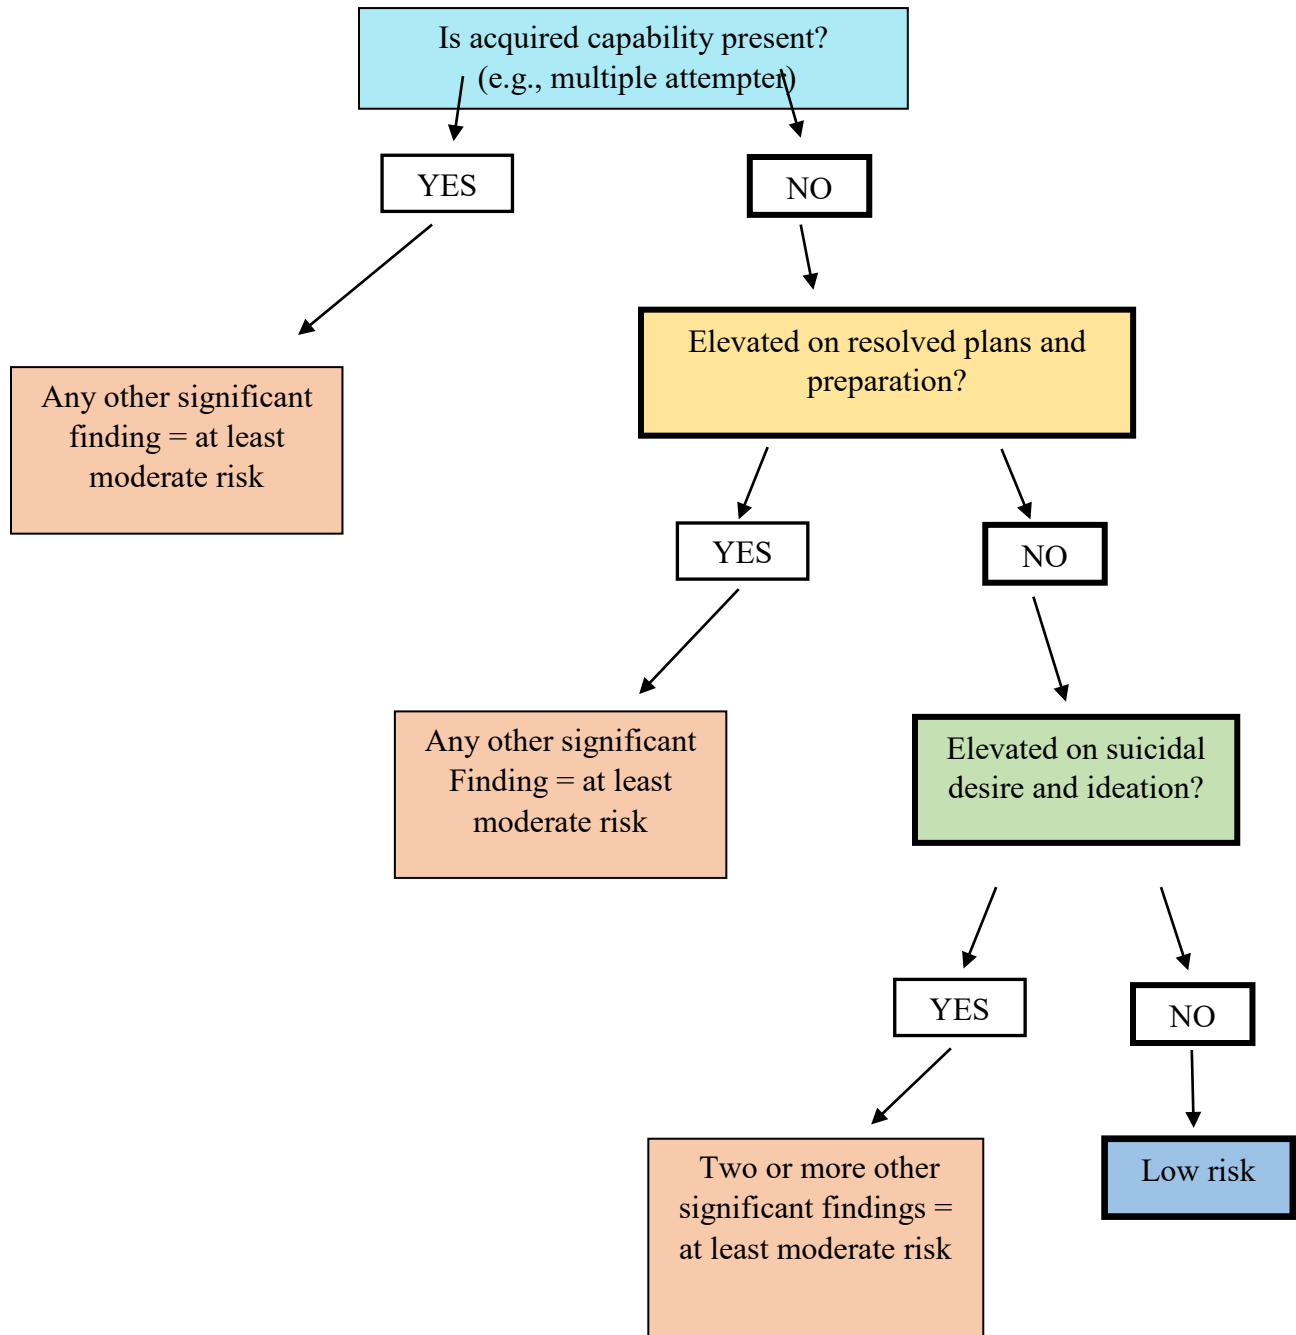 Is acquired capability present?
(e.g., multiple attempter)
YES
NO
Elevated on resolved plans and
preparation?
Any other significant
finding = at least
moderate risk
YES
NO
Any other significant
Finding = at least
moderate risk
Elevated on suicidal
desire and ideation?
YES
NO
Two or more other
significant findings =
at least moderate risk
Low risk